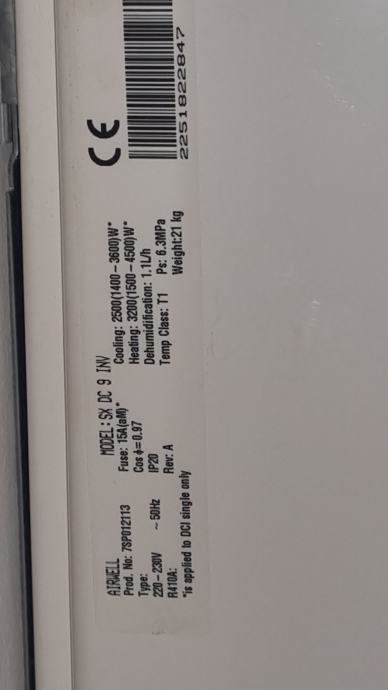 AIRWELL MODEL: SX DC 9 INV
Prod. No: 7SP012113 Fuse: 15A(aM)* Cooling: 2500(1400-3600)W*
Type: Cos ϕ=0.97 Heating: 3200(1500-4500)W*
220-230V ~50Hz IP20 Dehumidification: 1.1L/h
R410A: Rev: A Temp Class: T1 Ps: 6.3MPa
*is applied to DCI single only Weight:21 kg
CE
2251822847